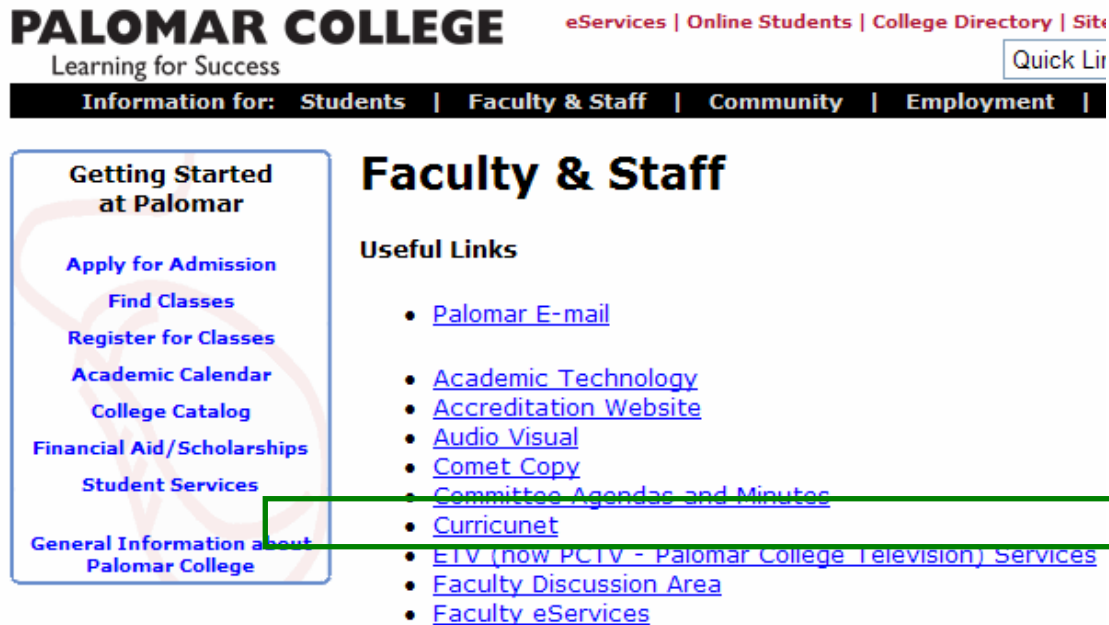 PALOMAR COLLEGE
Learning for Success
eServices | Online Students | College Directory | Site
Quick Lin
Information for: Students | Faculty & Staff | Community | Employment |
Getting Started
at Palomar
Apply for Admission
Find Classes
Register for Classes
Academic Calendar
College Catalog
Financial Aid/Scholarships
Student Services
General Information about
Palomar College
Faculty & Staff
Useful Links
• Palomar E-mail
• Academic Technology
• Accreditation Website
• Audio Visual
• Comet Copy
• Committee Agendas and Minutes
• Curricunet
• ETV (now PCTV - Palomar College Television) Services
• Faculty Discussion Area
• Faculty eServices